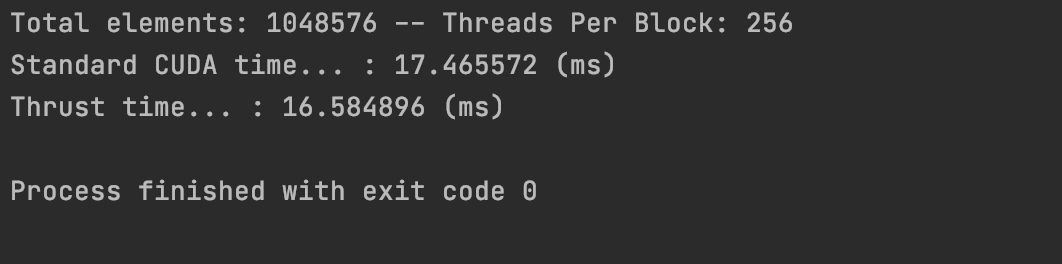 Total elements: 1048576 -- Threads Per Block: 256
Standard CUDA time... : 17.465572 (ms)
Thrust time... : 16.584896 (ms)
Process finished with exit code 0